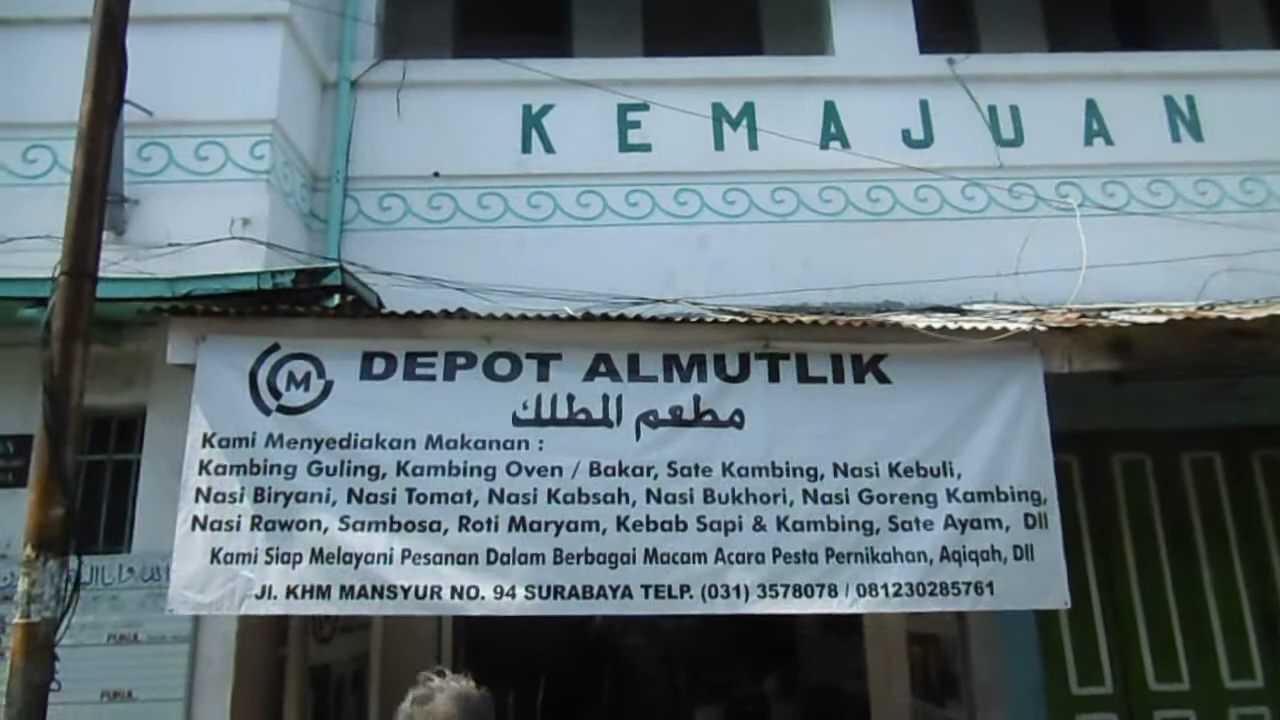 KEMAJUAN
M DEPOT ALMUTLIK
مطعم المطلك
Kami Menyediakan Makanan :
Kambing Guling, Kambing Oven / Bakar, Sate Kambing, Nasi Kebuli,
Nasi Biryani, Nasi Tomat, Nasi Kabsah, Nasi Bukhori, Nasi Goreng Kambing,
Nasi Rawon, Sambosa, Roti Maryam, Kebab Sapi & Kambing, Sate Ayam, Dll
Kami Siap Melayani Pesanan Dalam Berbagai Macam Acara Pesta Pernikahan, Aqiqah, Dll
Jl. KHM MANSYUR NO. 94 SURABAYA TELP. (031) 3578078 / 081230285761